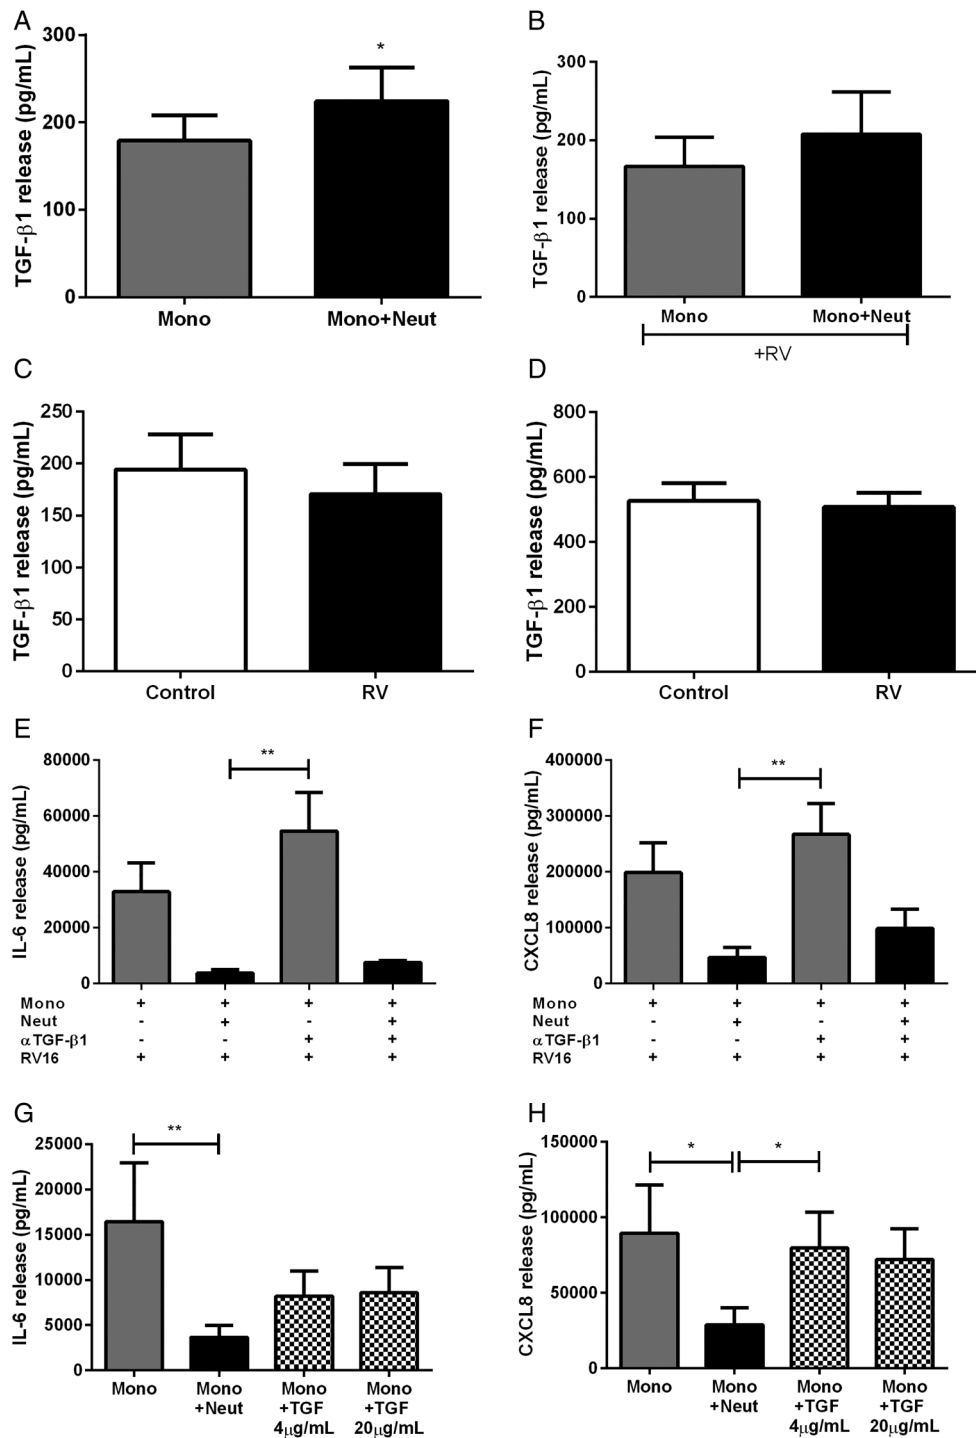 A
TGF-β1 release (pg/mL)
300
200
100
0
*
Mono
Mono+Neut
B
TGF-β1 release (pg/mL)
300
200
100
0
Mono
Mono+Neut
+RV
C
TGF-β1 release (pg/mL)
250
200
150
100
50
0
Control
RV
D
TGF-β1 release (pg/mL)
800
600
400
200
0
Control
RV
E
IL-6 release (pg/mL)
80000
60000
40000
20000
0
**
Mono + + + +
Neut - + - +
αTGF-β1 - - + +
RV16 + + + +
F
CXCL8 release (pg/mL)
400000
300000
200000
100000
0
**
Mono + + + +
Neut - + - +
αTGF-β1 - - + +
RV16 + + + +
G
IL-6 release (pg/mL)
25000
20000
15000
10000
5000
0
**
Mono
Mono
+Neut
Mono
+TGF
4μg/mL
Mono
+TGF
20μg/mL
H
CXCL8 release (pg/mL)
150000
100000
50000
0
*
*
Mono
Mono
+Neut
Mono
+TGF
4μg/mL
Mono
+TGF
20μg/mL